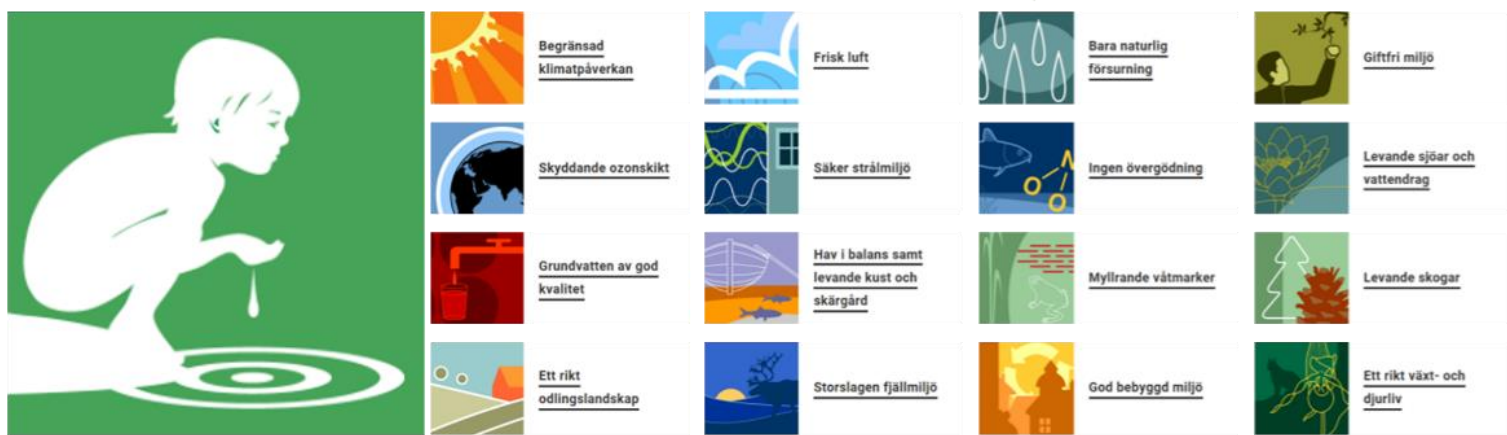 Begränsad
klimatpåverkan
Frisk luft
Bara naturlig
försurning
Giftfri miljö
Skyddande ozonskikt
Säker strålmiljö
Ingen övergödning
N
O
O
Levande sjöar och
vattendrag
Grundvatten av god
kvalitet
Hav i balans samt
levande kust och
skärgård
Myllrande våtmarker
Levande skogar
Ett rikt
odlingslandskap
Storslagen fjällmiljö
God bebyggd miljö
Ett rikt växt- och
djurliv